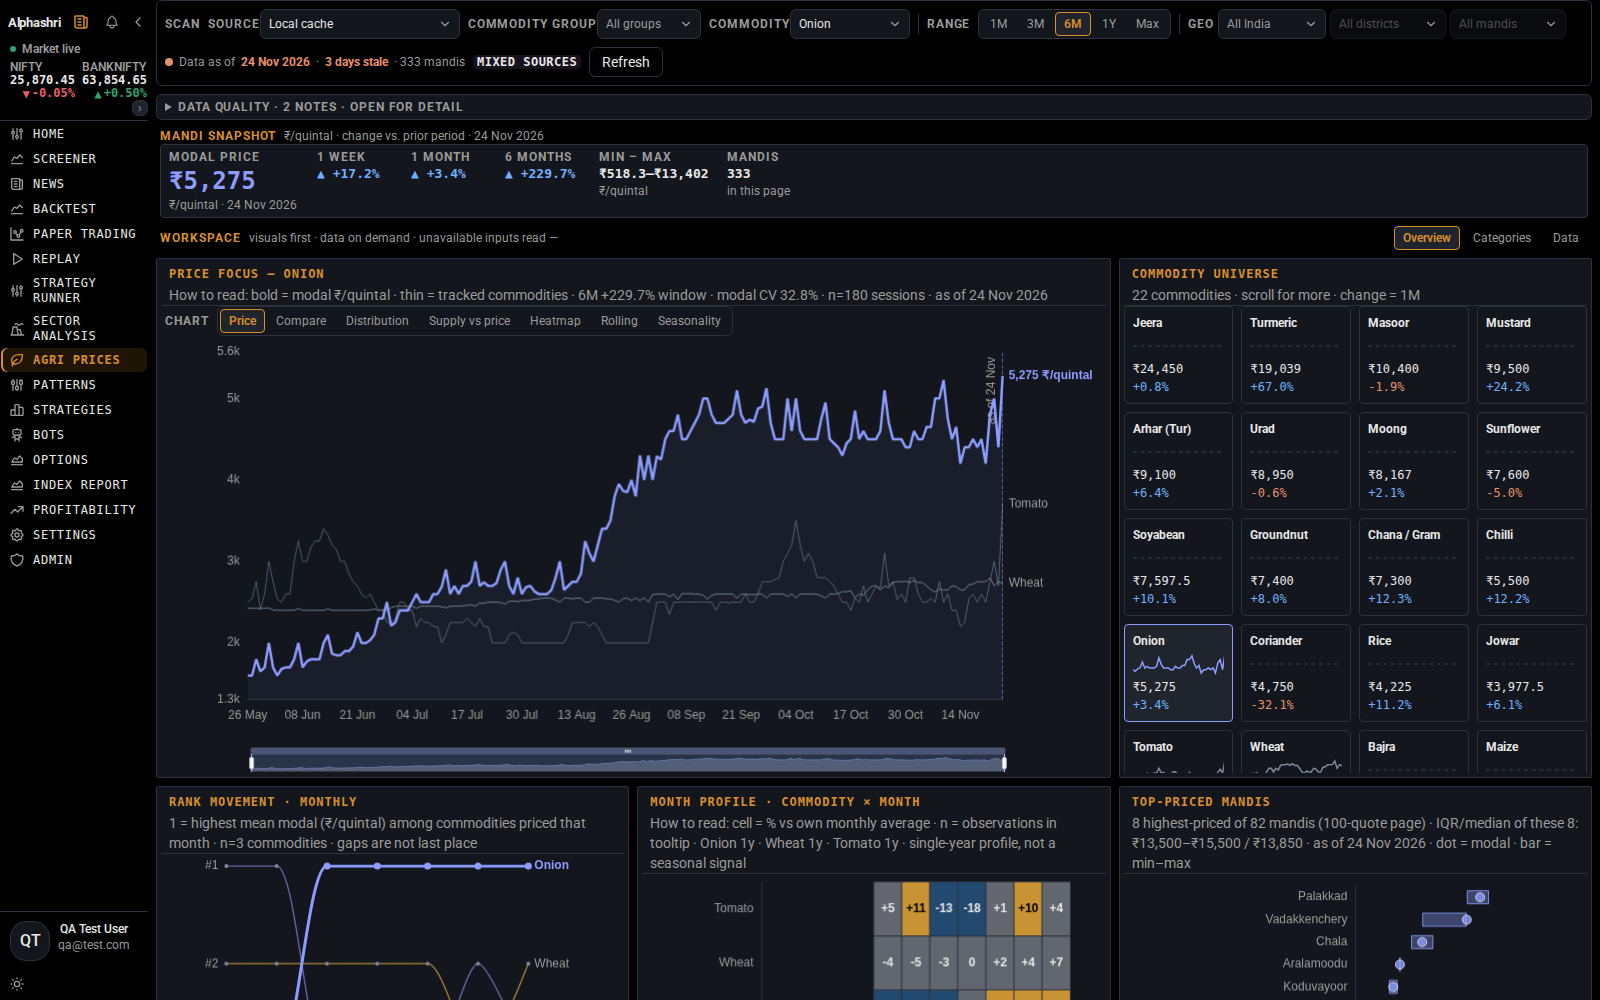 Alphashri
Market live
NIFTY BANKNIFTY
25,870.45 63,854.65
▼-0.05% ▲+0.50%
HOME
SCREENER
NEWS
BACKTEST
PAPER TRADING
REPLAY
STRATEGY RUNNER
SECTOR ANALYSIS
AGRI PRICES
PATTERNS
STRATEGIES
BOTS
OPTIONS
INDEX REPORT
PROFITABILITY
SETTINGS
ADMIN
QT
QA Test User
qa@test.com
SCAN SOURCE Local cache COMMODITY GROUP All groups COMMODITY Onion RANGE 1M 3M 6M 1Y Max GEO All India All districts All mandis
Data as of 24 Nov 2026 · 3 days stale · 333 mandis MIXED SOURCES Refresh
DATA QUALITY · 2 NOTES · OPEN FOR DETAIL
MANDI SNAPSHOT ₹/quintal · change vs. prior period · 24 Nov 2026
MODAL PRICE 1 WEEK 1 MONTH 6 MONTHS MIN – MAX MANDIS
₹5,275 ▲ +17.2% ▲ +3.4% ▲ +229.7% ₹518.3–₹13,402 333
₹/quintal in this page
₹/quintal · 24 Nov 2026
WORKSPACE visuals first · data on demand · unavailable inputs read — Overview Categories Data
PRICE FOCUS — ONION
How to read: bold = modal ₹/quintal · thin = tracked commodities · 6M +229.7% window · modal CV 32.8% · n=180 sessions · as of 24 Nov 2026
CHART Price Compare Distribution Supply vs price Heatmap Rolling Seasonality
5.6k
5k
4k
3k
2k
1.3k
as of 24 Nov
5,275 ₹/quintal
Tomato
Wheat
26 May 08 Jun 21 Jun 04 Jul 17 Jul 30 Jul 13 Aug 26 Aug 08 Sep 21 Sep 04 Oct 17 Oct 30 Oct 14 Nov
COMMODITY UNIVERSE
22 commodities · scroll for more · change = 1M
Jeera Turmeric Masoor Mustard
₹24,450 ₹19,039 ₹10,400 ₹9,500
+0.8% +67.0% -1.9% +24.2%
Arhar (Tur) Urad Moong Sunflower
₹9,100 ₹8,950 ₹8,167 ₹7,600
+6.4% -0.6% +2.1% -5.0%
Soyabean Groundnut Chana / Gram Chilli
₹7,597.5 ₹7,400 ₹7,300 ₹5,500
+10.1% +8.0% +12.3% +12.2%
Onion Coriander Rice Jowar
₹5,275 ₹4,750 ₹4,225 ₹3,977.5
+3.4% -32.1% +11.2% +6.1%
Tomato Wheat Bajra Maize
RANK MOVEMENT · MONTHLY
1 = highest mean modal (₹/quintal) among commodities priced that
month · n=3 commodities · gaps are not last place
#1 Onion
#2 Wheat
MONTH PROFILE · COMMODITY × MONTH
How to read: cell = % vs own monthly average · n = observations in
tooltip · Onion 1y · Wheat 1y · Tomato 1y · single-year profile, not a
seasonal signal
Tomato +5 +11 -13 -18 +1 +10 +4
Wheat -4 -5 -3 0 +2 +4 +7
TOP-PRICED MANDIS
8 highest-priced of 82 mandis (100-quote page) · IQR/median of these 8:
₹13,500–₹15,500 / ₹13,850 · as of 24 Nov 2026 · dot = modal · bar =
min–max
Palakkad
Vadakkenchery
Chala
Aralamoodu
Koduvayoor